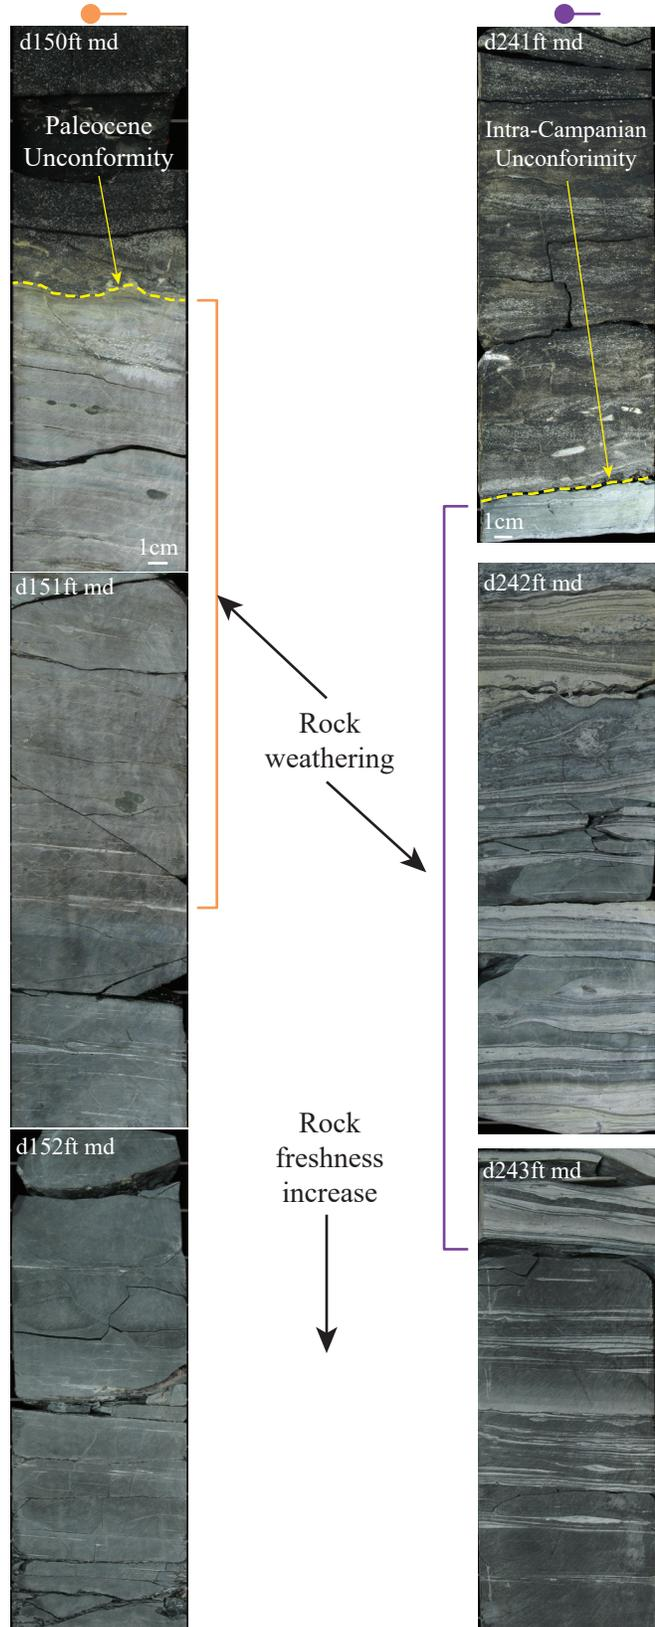 d150ft md
Paleocene
Unconformity
1cm
d151ft md
d152ft md
Rock
weathering
Rock
freshness
increase
d241ft md
Intra-Campanian
Unconforimity
1cm
d242ft md
d243ft md